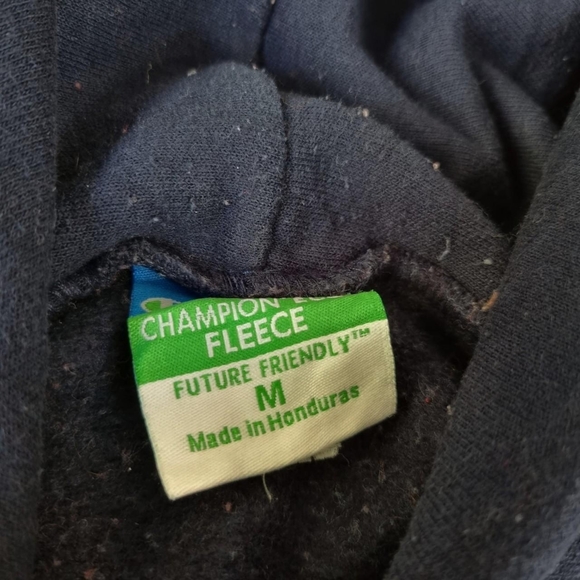 CHAMPION
FLEECE
FUTURE FRIENDLY™
M
Made in Honduras